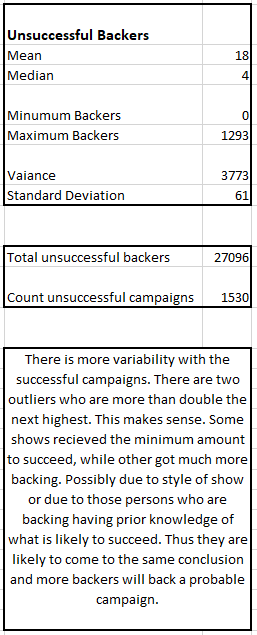 Unsuccessful Backers
Mean 18
Median 4
Minumum Backers 0
Maximum Backers 1293
Vaiance 3773
Standard Deviation 61
Total unsuccessful backers 27096
Count unsuccessful campaigns 1530
There is more variability with the
successful campaigns. There are two
outliers who are more than double the
next highest. This makes sense. Some
shows recieved the minimum amount
to succeed, while other got much more
backing. Possibly due to style of show
or due to those persons who are
backing having prior knowledge of
what is likely to succeed. Thus they are
likely to come to the same conclusion
and more backers will back a probable
campaign.